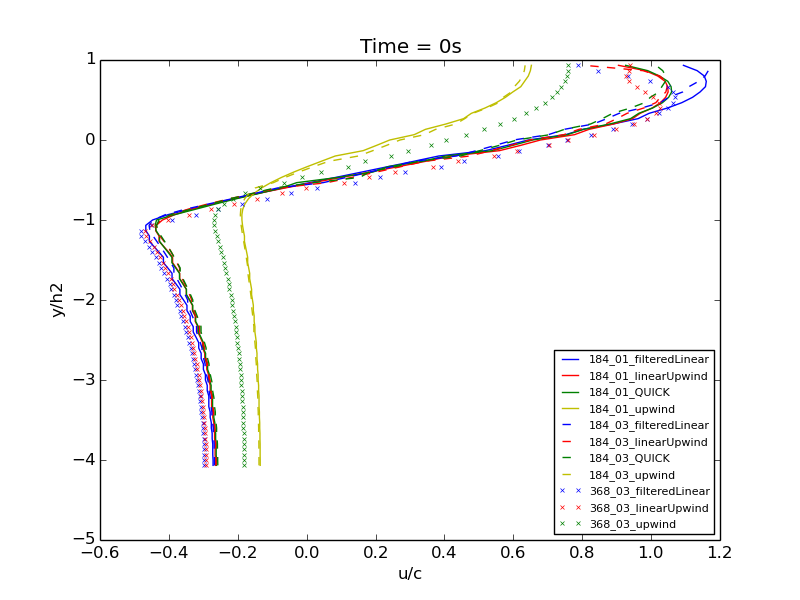 Time = 0s
1
0
−1
−2
−3
−4
−5
y/h2
184_01_filteredLinear
184_01_linearUpwind
184_01_QUICK
184_01_upwind
184_03_filteredLinear
184_03_linearUpwind
184_03_QUICK
184_03_upwind
368_03_filteredLinear
368_03_linearUpwind
368_03_upwind
−0.6 −0.4 −0.2 0.0 0.2 0.4 0.6 0.8 1.0 1.2
u/c